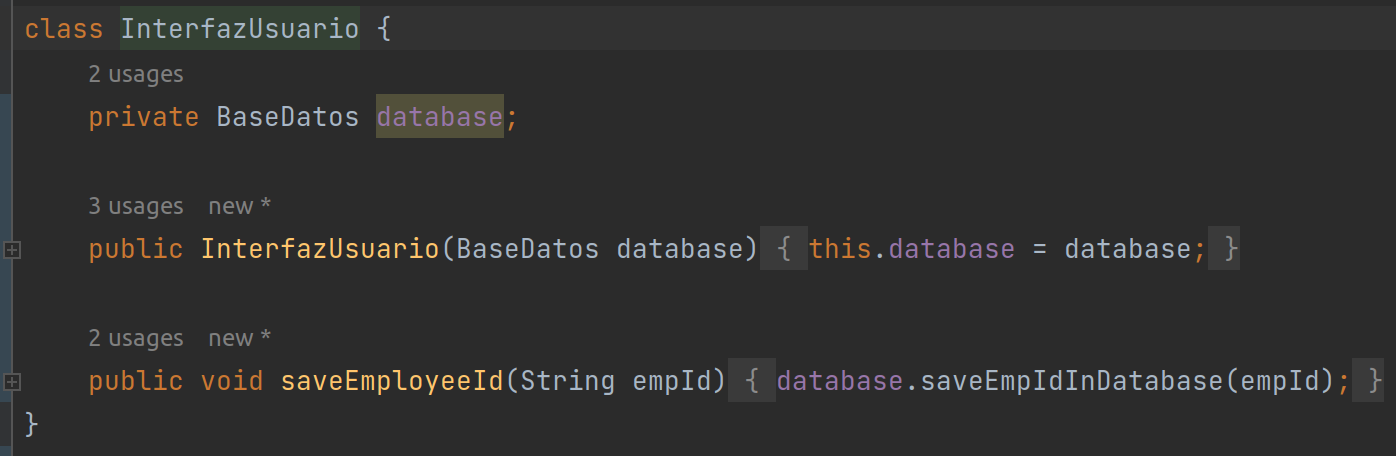 class InterfazUsuario {
2 usages
private BaseDatos database;
3 usages new *
public InterfazUsuario(BaseDatos database) { this.database = database; }
2 usages new *
public void saveEmployeeId(String empId) { database.saveEmpIdInDatabase(empId); }
}